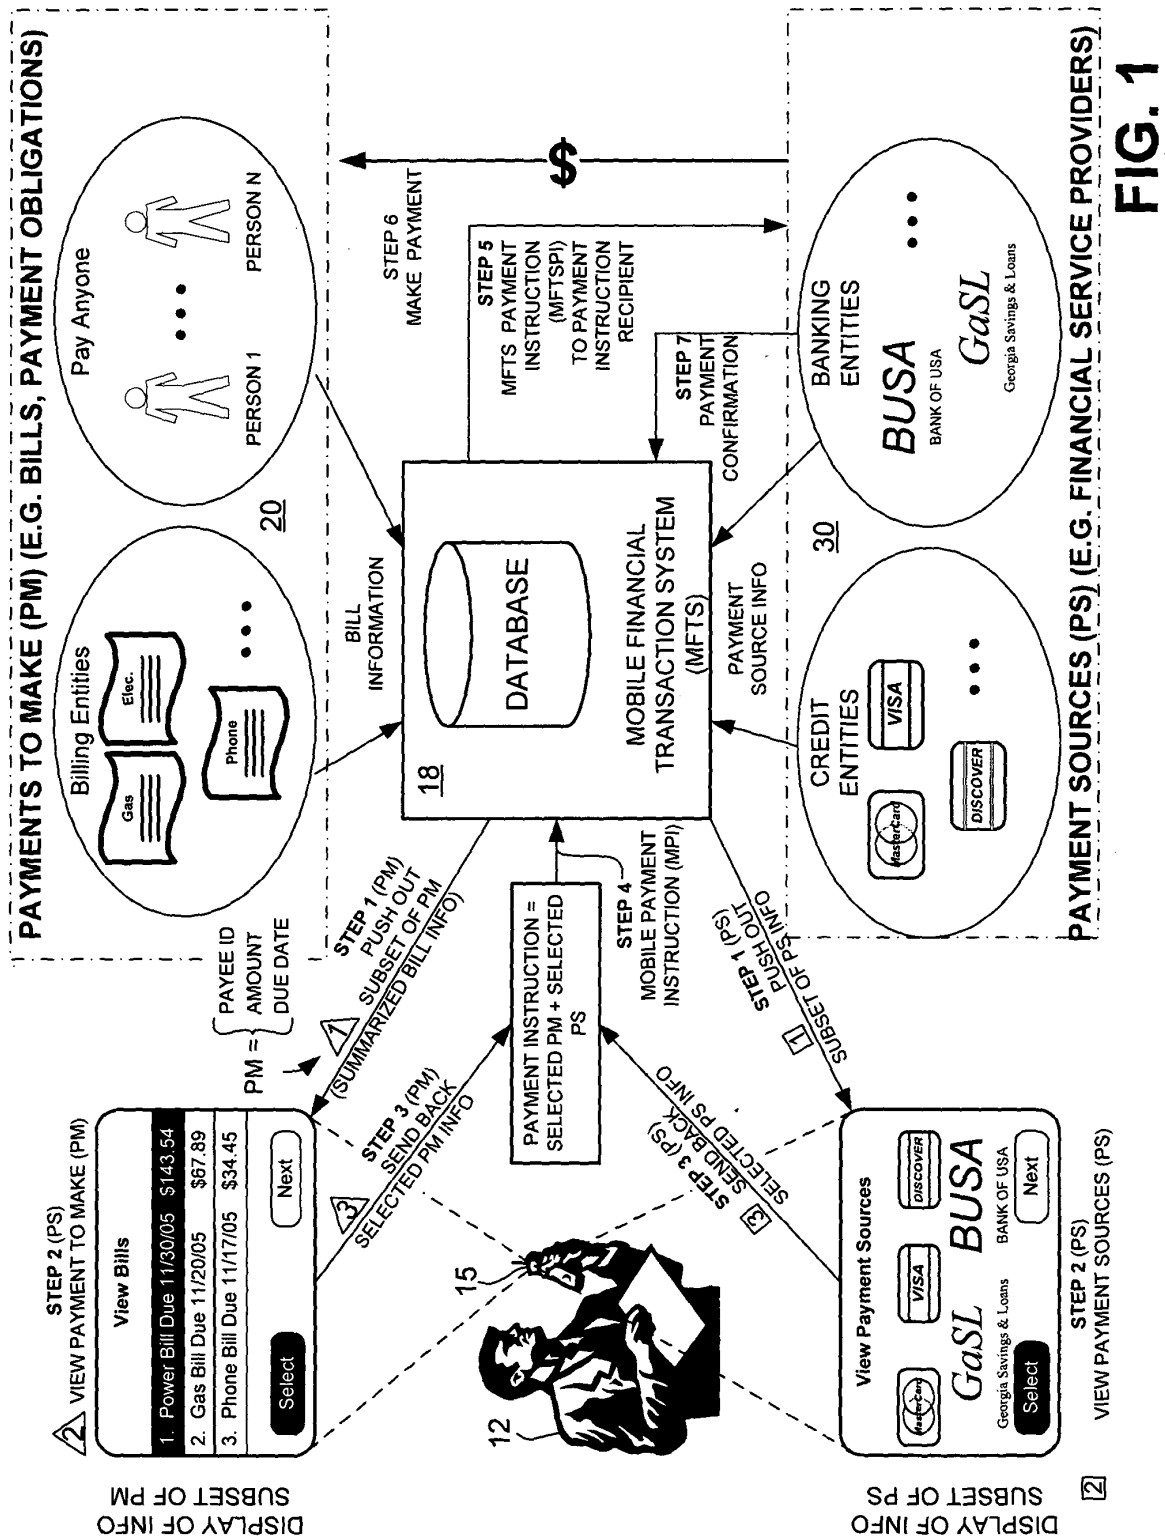 PAYMENTS TO MAKE (PM) (E.G. BILLS, PAYMENT OBLIGATIONS)
DISPLAY OF INFO
SUBSET OF PM
STEP 2 (PS)
2 VIEW PAYMENT TO MAKE (PM)
View Bills
1. Power Bill Due 11/30/05 $143.54
2. Gas Bill Due 11/20/05 $67.89
3. Phone Bill Due 11/17/05 $34.45
Select
Next
PM =
PAYEE ID
AMOUNT
DUE DATE
Billing Entities
Gas
Elec.
Phone
20
Pay Anyone
PERSON 1
PERSON N
1
STEP 1 (PM)
PUSH OUT
SUBSET OF PM
(SUMMARIZED BILL INFO)
BILL
INFORMATION
STEP 6
MAKE PAYMENT
$
3
STEP 3 (PM)
SEND BACK
SELECTED PM INFO
12
15
PAYMENT INSTRUCTION =
SELECTED PM + SELECTED
PS
STEP 4
MOBILE PAYMENT
INSTRUCTION (MPI)
18
DATABASE
MOBILE FINANCIAL
TRANSACTION SYSTEM
(MFTS)
STEP 5
MFTS PAYMENT
INSTRUCTION
(MFTSPI)
TO PAYMENT
INSTRUCTION
RECIPIENT
STEP 7
PAYMENT
CONFIRMATION
3
STEP 3 (PS)
SEND BACK
SELECTED PS INFO
1
STEP 1 (PS)
PUSH OUT
SUBSET OF PS INFO
PAYMENT
SOURCE INFO
DISPLAY OF INFO
SUBSET OF PS
View Payment Sources
MasterCard
VISA
DISCOVER
GaSL
Georgia Savings & Loans
BUSA
BANK OF USA
Select
Next
2
STEP 2 (PS)
VIEW PAYMENT SOURCES (PS)
CREDIT
ENTITIES
MasterCard
VISA
DISCOVER
30
BANKING
ENTITIES
BUSA
BANK OF USA
GaSL
Georgia Savings & Loans
PAYMENT SOURCES (PS) (E.G. FINANCIAL SERVICE PROVIDERS)
FIG. 1